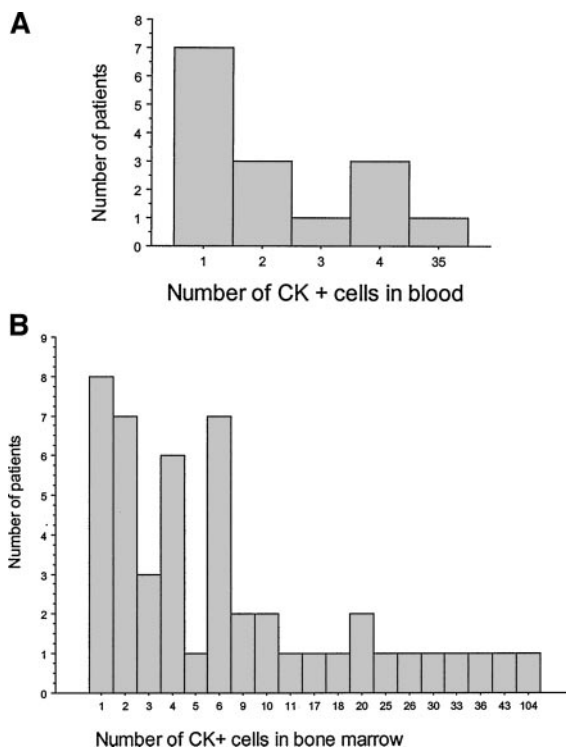 A
8
7
6
5
4
3
2
1
0
Number of patients
1 2 3 4 35
Number of CK + cells in blood
B
9
8
7
6
5
4
3
2
1
0
Number of patients
1 2 3 4 5 6 9 10 11 17 18 20 25 26 30 33 36 43 104
Number of CK+ cells in bone marrow